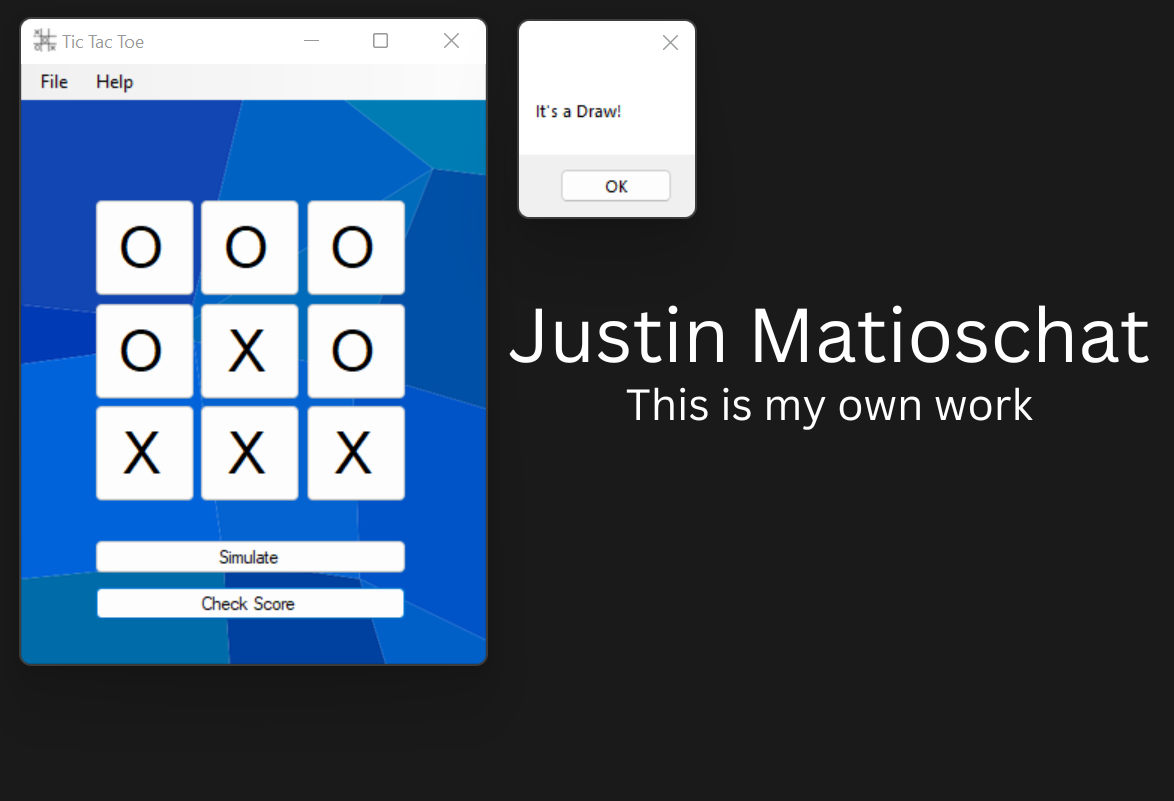 Tic Tac Toe
File Help
O O O
O X O
X X X
Simulate
Check Score
It's a Draw!
OK
Justin Matioschat
This is my own work